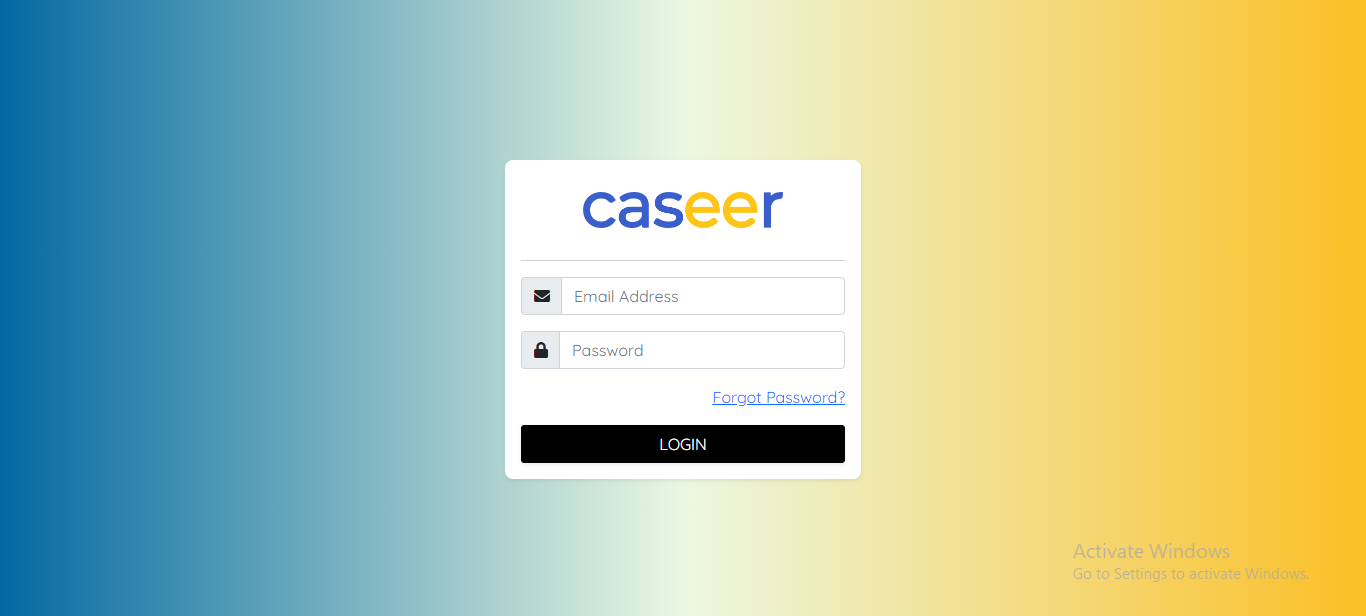 caseer
Email Address
Password
Forgot Password?
LOGIN
Activate Windows
Go to Settings to activate Windows.